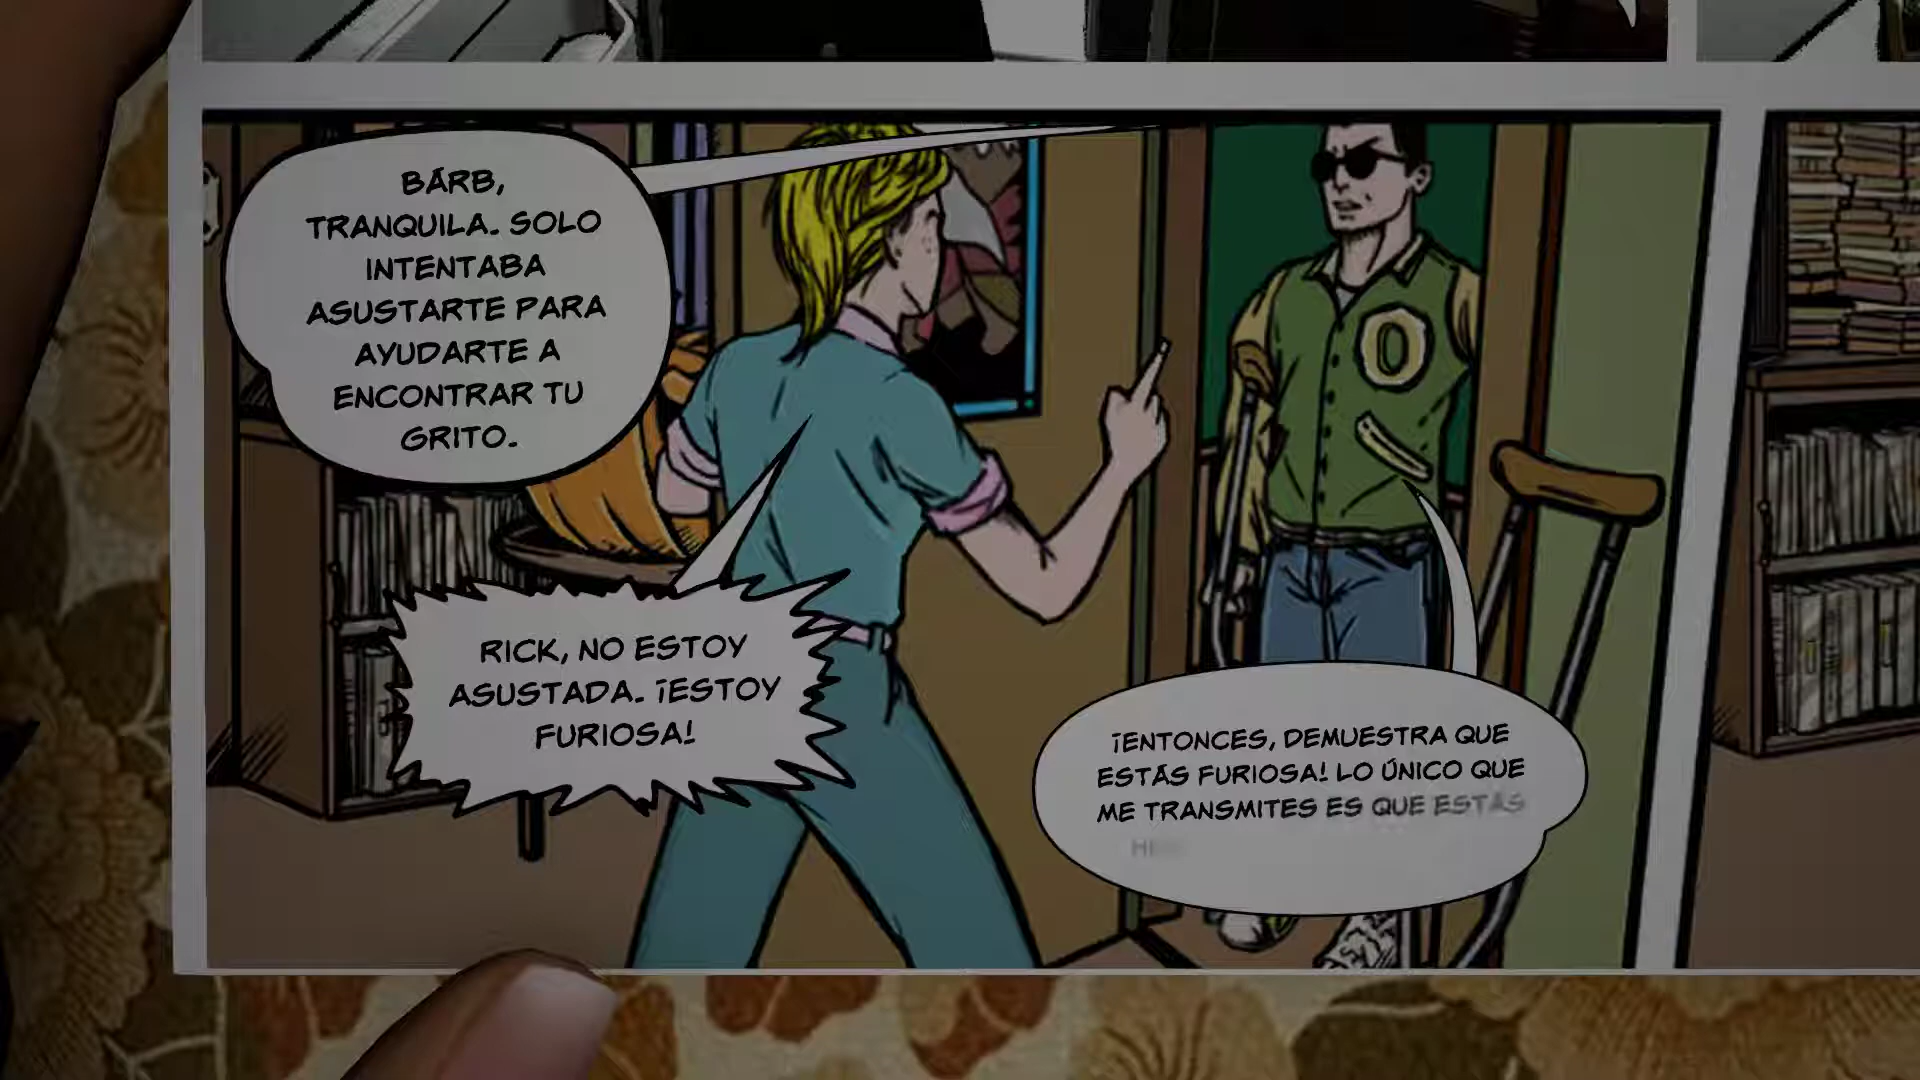 BÁRB,
TRANQUILA. SOLO
INTENTABA
ASUSTARTE PARA
AYUDARTE A
ENCONTRAR TU
GRITO.
RICK, NO ESTOY
ASUSTADA. ¡ESTOY
FURIOSA!
O
¡ENTONCES, DEMUESTRA QUE
ESTÁS FURIOSA! LO ÚNICO QUE
ME TRANSMITES ES QUE ESTÁS